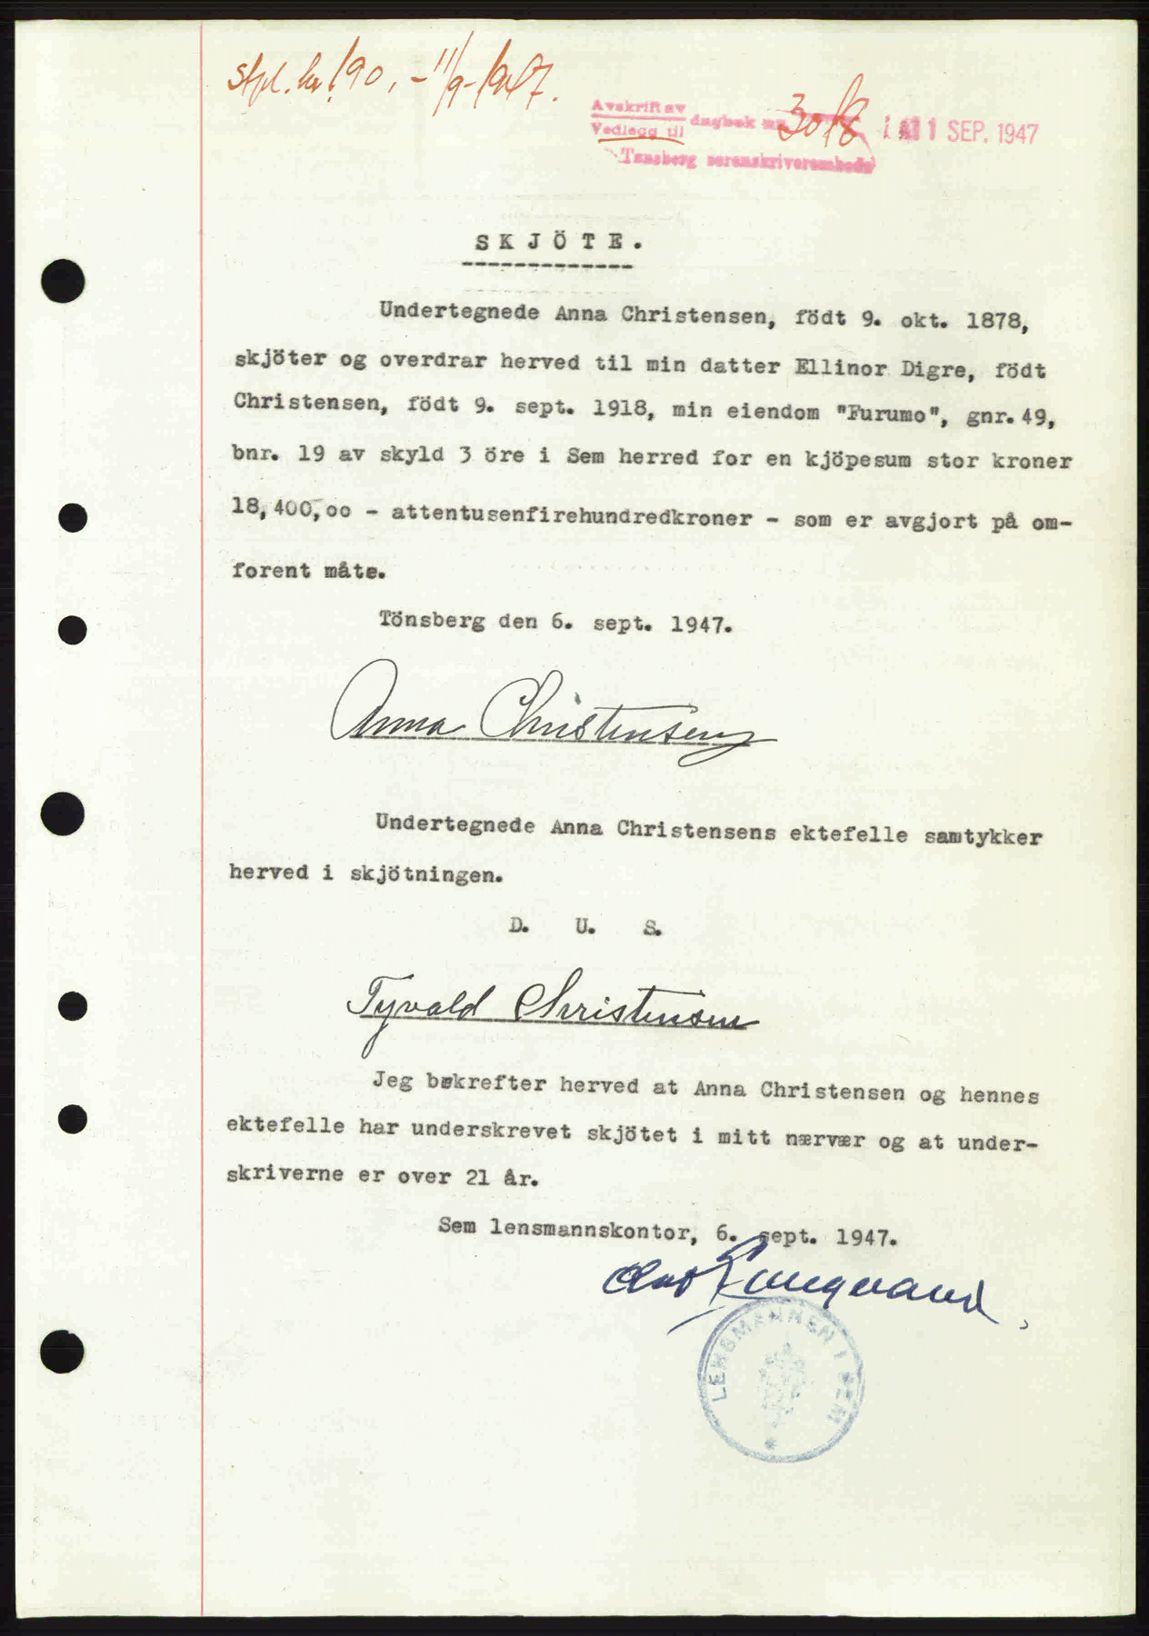 Stpl. kr. 190,- 11/9-1947.
Avskrift av
Vedlegg til dagbok nr. 3018 11 SEP. 1947
Tønsberg sorenskriverembede
SKJÖTE.
Undertegnede Anna Christensen, födt 9. okt. 1878,
skjöter og overdrar herved til min datter Ellinor Digre, födt
Christensen, födt 9. sept. 1918, min eiendom "Furumo", gnr. 49,
bnr. 19 av skyld 3 öre i Sem herred for en kjöpesum stor kroner
18,400,oo - attentusenfirehundredkroner - som er avgjort på om-
forent måte.
Tönsberg den 6. sept. 1947.
Anna Christensen
Undertegnede Anna Christensens ektefelle samtykker
herved i skjötningen.
D. U. S.
Tyvald Christensen
Jeg bekrefter herved at Anna Christensen og hennes
ektefelle har underskrevet skjötet i mitt nærvær og at under-
skriverne er over 21 år.
Sem lensmannskontor, 6. sept. 1947.
LENSMANNEN I SEM